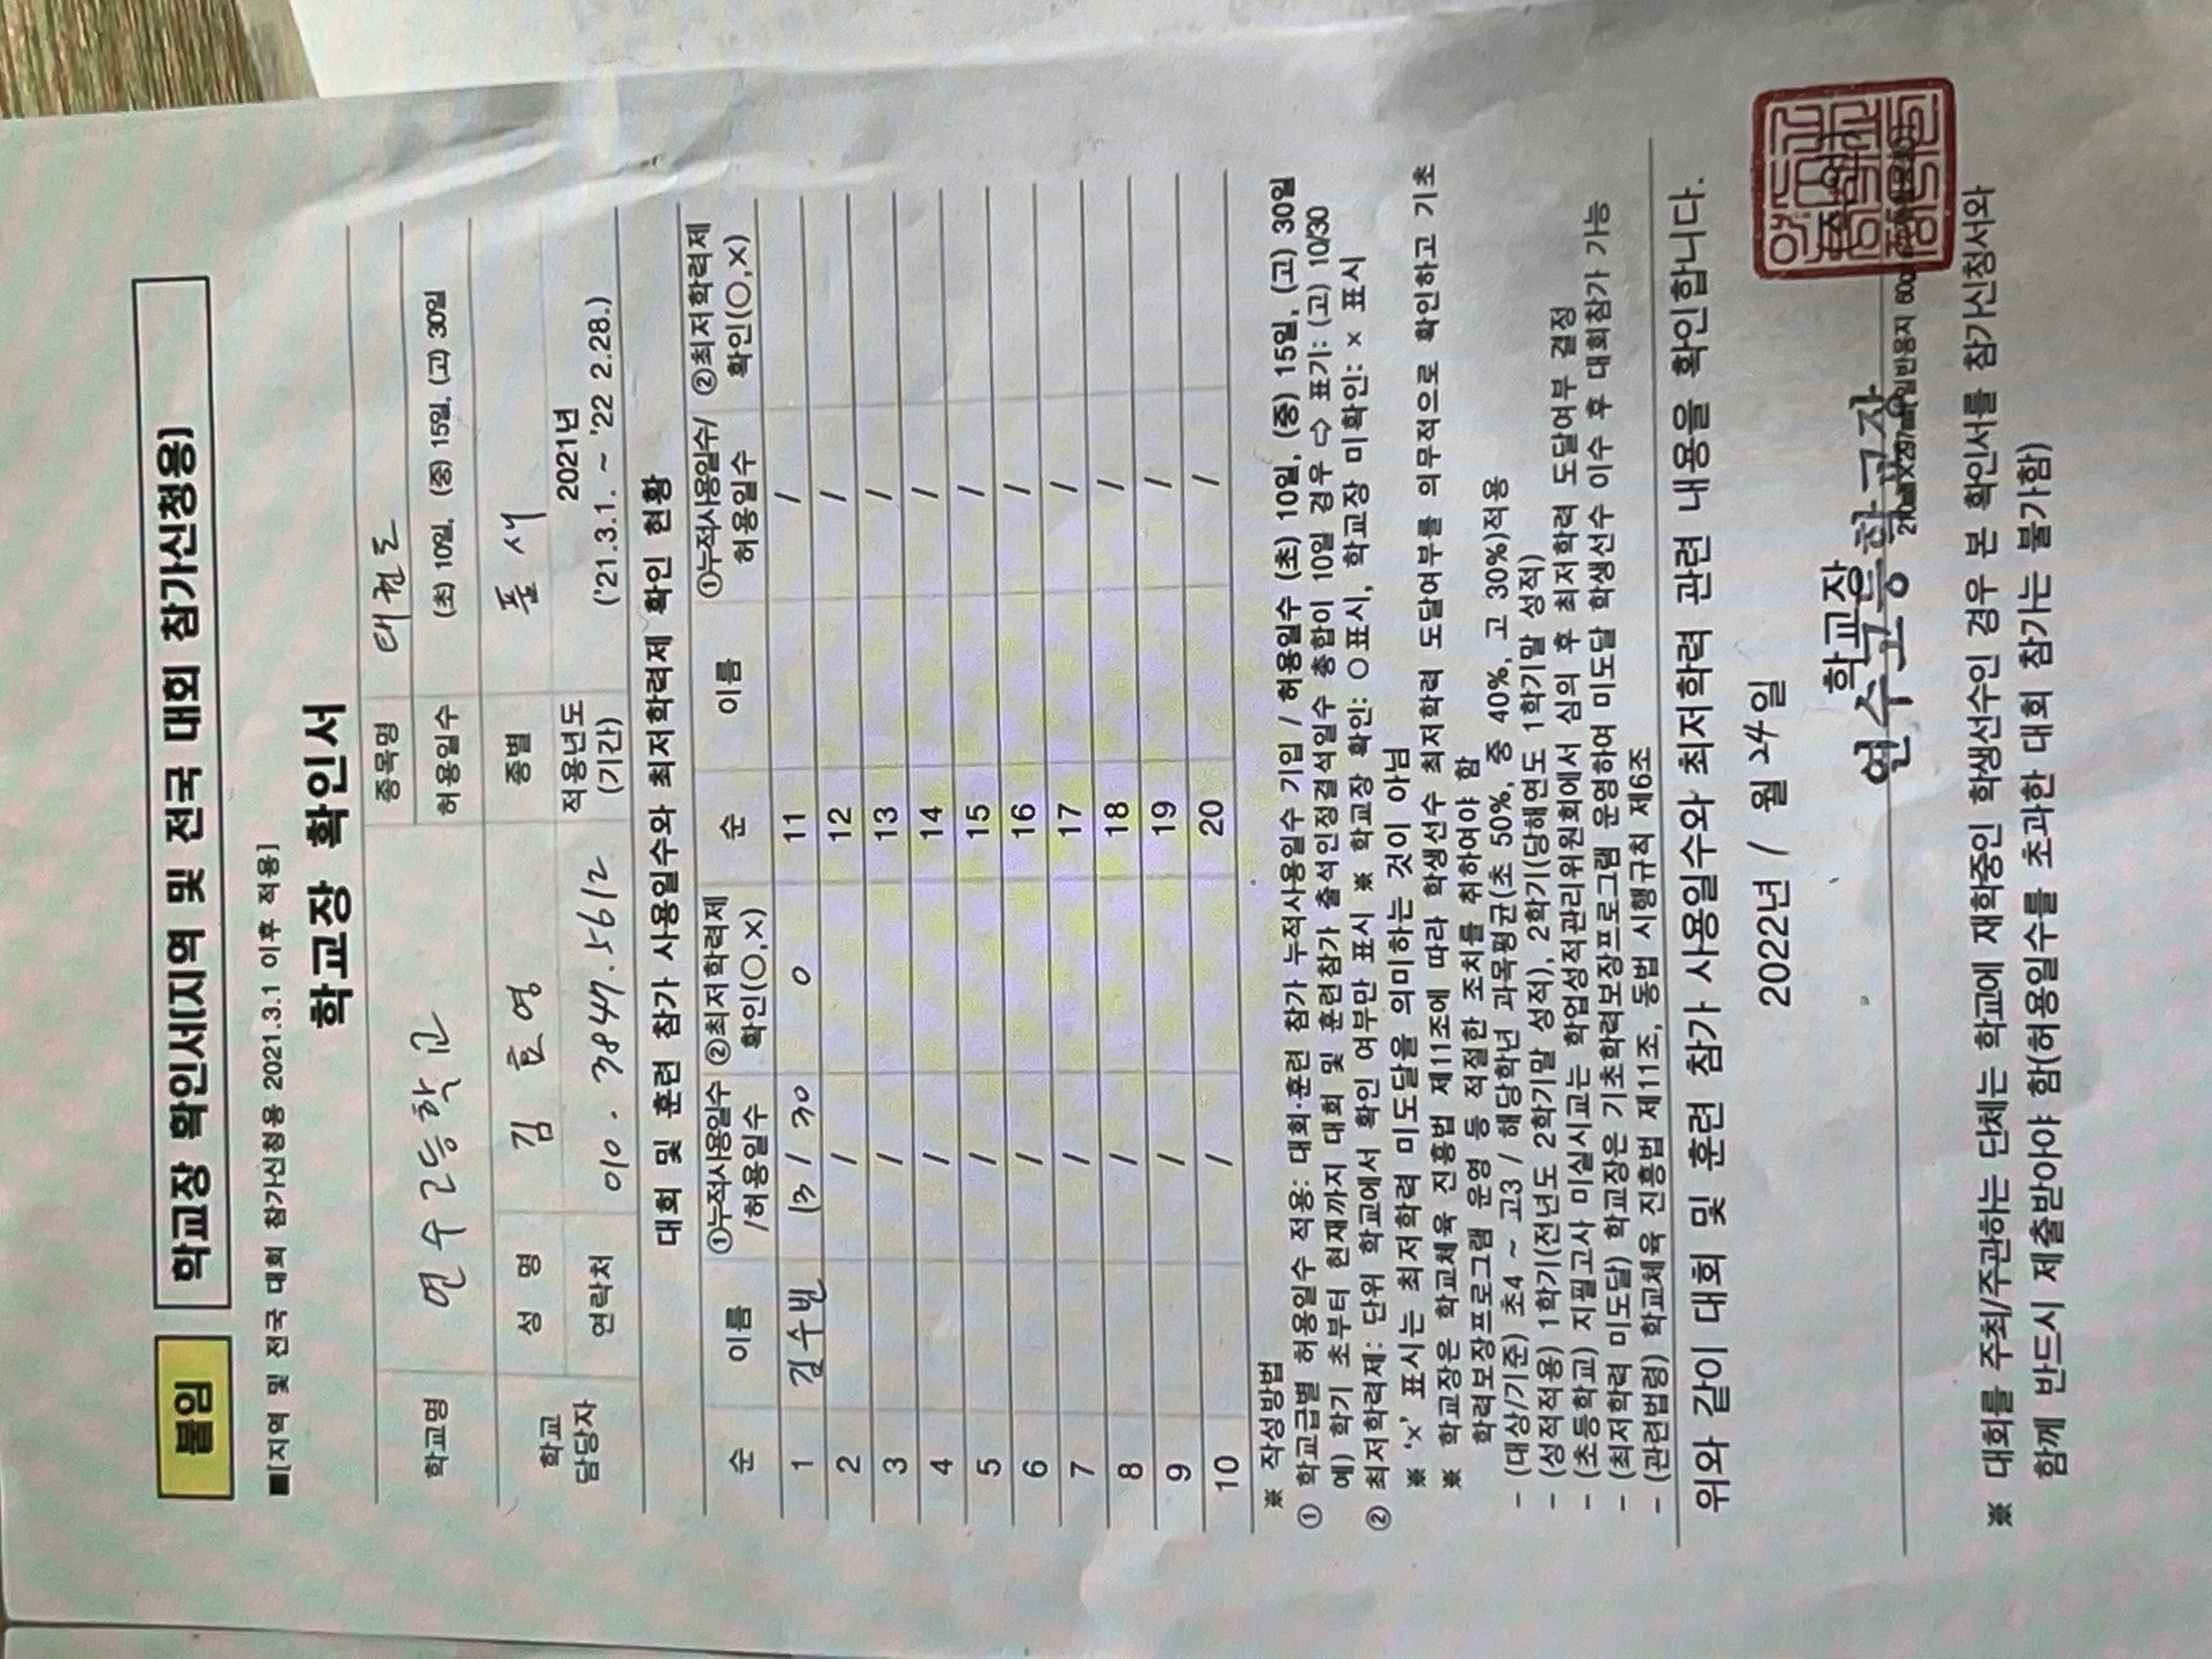 붙임 학교장 확인서(지역 및 전국 대회 참가신청용)
■[지역 및 전국 대회 참가신청용 2021.3.1 이후 적용]
학교장 확인서
학교명 연수고등학교 종목명 태권도
허용일수 (초) 10일, (중) 15일, (고) 30일
학교 담당자 성 명 김 효 영 종별 품 새
연락처 010. 3847. 5612 적용년도 (기간) 2021년 ('21.3.1. ~ '22 2.28.)
대회 및 훈련 참가 사용일수와 최저학력제 확인 현황
순 이름 ①누적사용일수/허용일수 ②최저학력제 확인(○,×) 순 이름 ①누적사용일수/허용일수 ②최저학력제 확인(○,×)
1 김수빈 13 / 30 0 11 /
2 / 12 /
3 / 13 /
4 / 14 /
5 / 15 /
6 / 16 /
7 / 17 /
8 / 18 /
9 / 19 /
10 / 20 /
※ 작성방법
① 학교급별 허용일수 적용: 대회·훈련 참가 누적사용일수 기입 / 허용일수 (초) 10일, (중) 15일, (고) 30일
예) 학기 초부터 현재까지 대회 및 훈련참가 출석인정결석일수 총합이 10일 경우 ⇨ 표기: (고) 10/30
② 최저학력제: 단위 학교에서 확인 여부만 표시 ※ 학교장 확인: ○표시, 학교장 미확인: × 표시
※ 'x' 표시는 최저학력 미도달을 의미하는 것이 아님
※ 학교장은 학교체육 진흥법 제11조에 따라 학생선수 최저학력 도달여부를 의무적으로 확인하고 기초
학력보장프로그램 운영 등 적절한 조치를 취하여야 함
- (대상/기준) 초4 ~ 고3 / 해당학년 과목평균(초 50%, 중 40%, 고 30%)적용
- (성적적용) 1학기(전년도 2학기말 성적), 2학기(당해연도 1학기말 성적)
- (초등학교) 지필고사 미실시교는 학업성적관리위원회에서 심의 후 최저학력 도달여부 결정
- (최저학력 미도달) 학교장은 기초학력보장프로그램 운영하여 미도달 학생선수 이수 후 대회참가 가능
- (관련법령) 학교체육 진흥법 제11조, 동법 시행규칙 제6조
위와 같이 대회 및 훈련 참가 사용일수와 최저학력 관련 내용을 확인합니다.
2022년 1 월 24일
학교장 (직인)
연수고등학교장
※ 대회를 주최/주관하는 단체는 학교에 재학중인 학생선수인 경우 본 확인서를 참가신청서와
함께 반드시 제출받아야 함(허용일수를 초과한 대회 참가는 불가함)